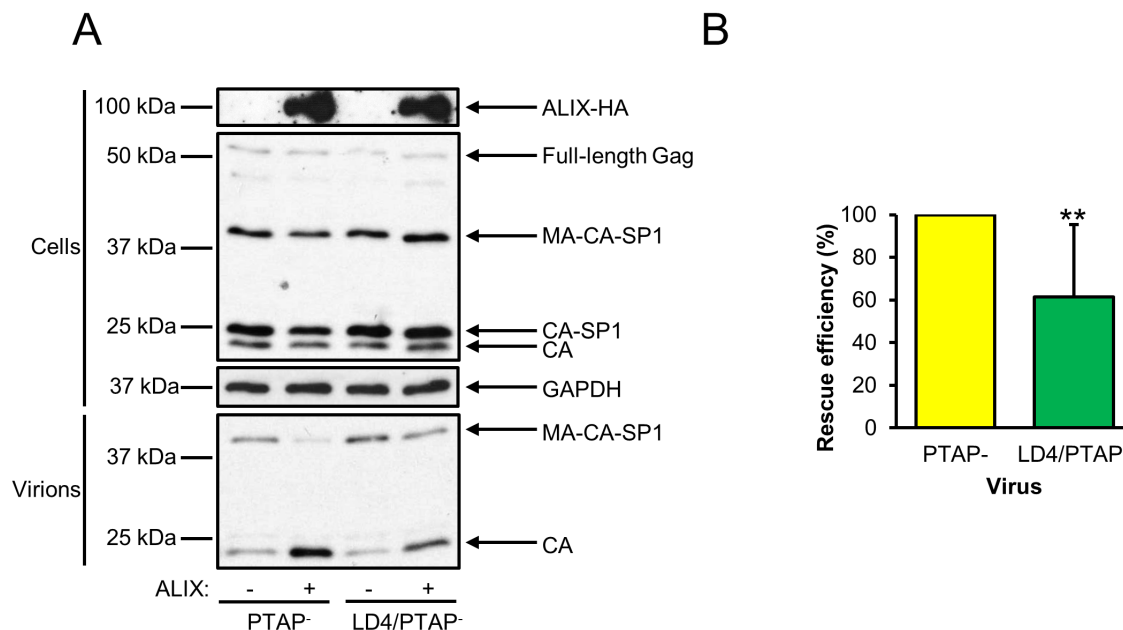 A
B
100 kDa
ALIX-HA
50 kDa
Full-length Gag
Cells
37 kDa
MA-CA-SP1
25 kDa
CA-SP1
CA
37 kDa
GAPDH
Virions
MA-CA-SP1
37 kDa
25 kDa
CA
ALIX: - + - +
PTAP- LD4/PTAP-
Rescue efficiency (%)
100
80
60
40
20
0
**
PTAP- LD4/PTAP
Virus